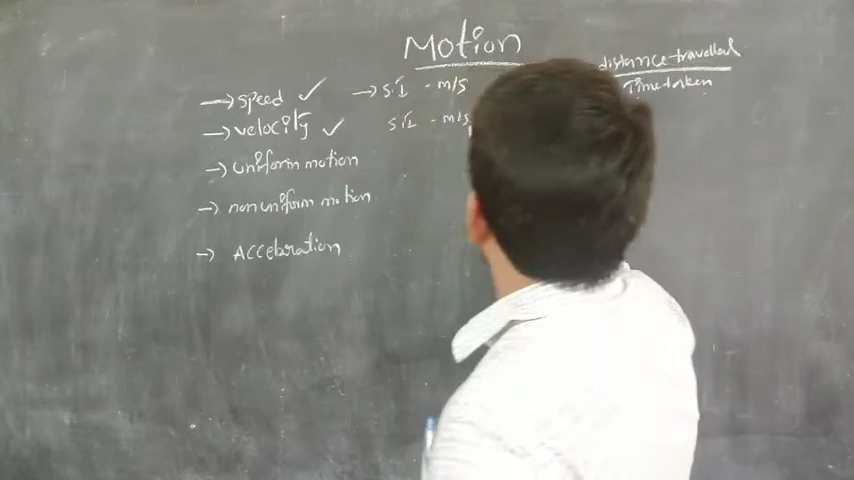 Motion
→ speed ✓ → S.I - m/s distance travelled
Time taken
→ velocity ✓ S.I - m/s
→ uniform motion
→ non uniform motion
→ Acceleration